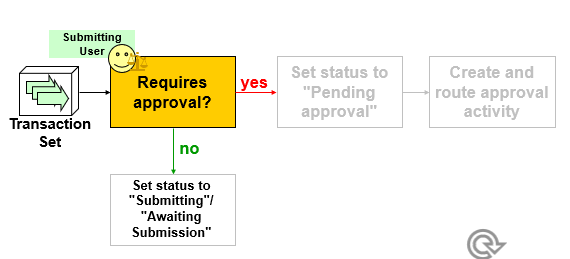 Submitting
User
Requires
approval?
yes
Set status to
"Pending
approval"
Create and
route approval
activity
Transaction
Set
no
Set status to
"Submitting"/
"Awaiting
Submission"